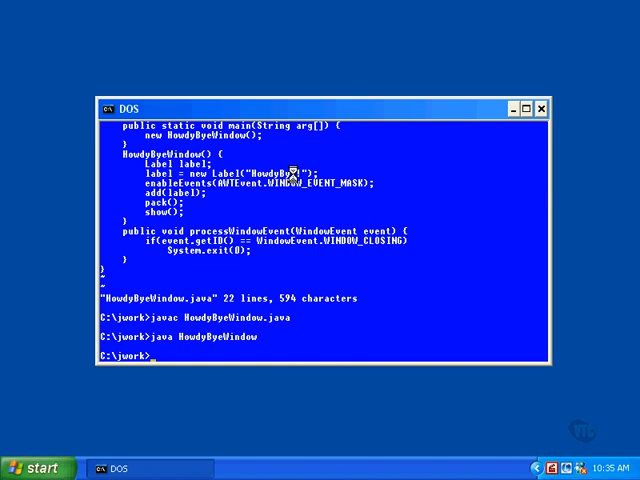 DOS
public static void main(String arg[]) {
new HowdyByeWindow();
}
HowdyByeWindow() {
Label label;
label = new Label("HowdyBye!");
enableEvents(AWTEvent.WINDOW_EVENT_MASK);
add(label);
pack();
show();
}
public void processWindowEvent(WindowEvent event) {
if(event.getID() == WindowEvent.WINDOW_CLOSING)
System.exit(0);
}
}
~
~
"HowdyByeWindow.java" 22 lines, 594 characters
C:\jwork>javac HowdyByeWindow.java
C:\jwork>java HowdyByeWindow
C:\jwork>_
start
DOS
10:35 AM